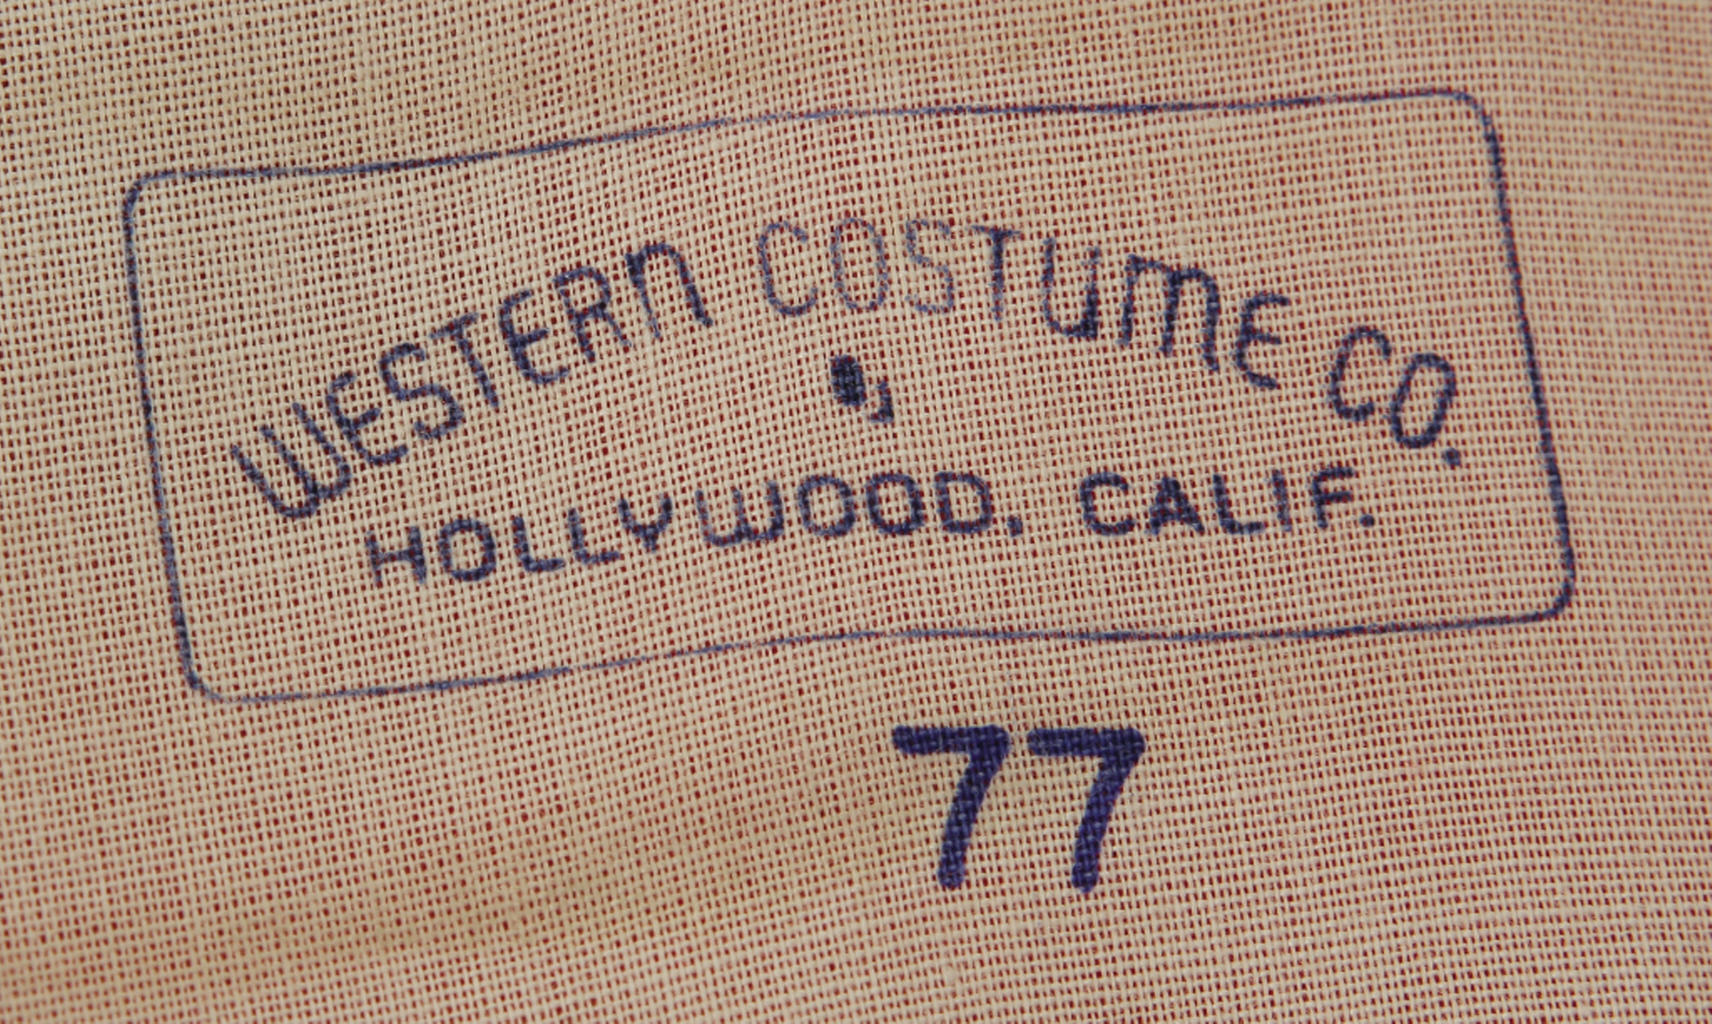 WESTERN COSTUME CO.
HOLLYWOOD, CALIF.
77